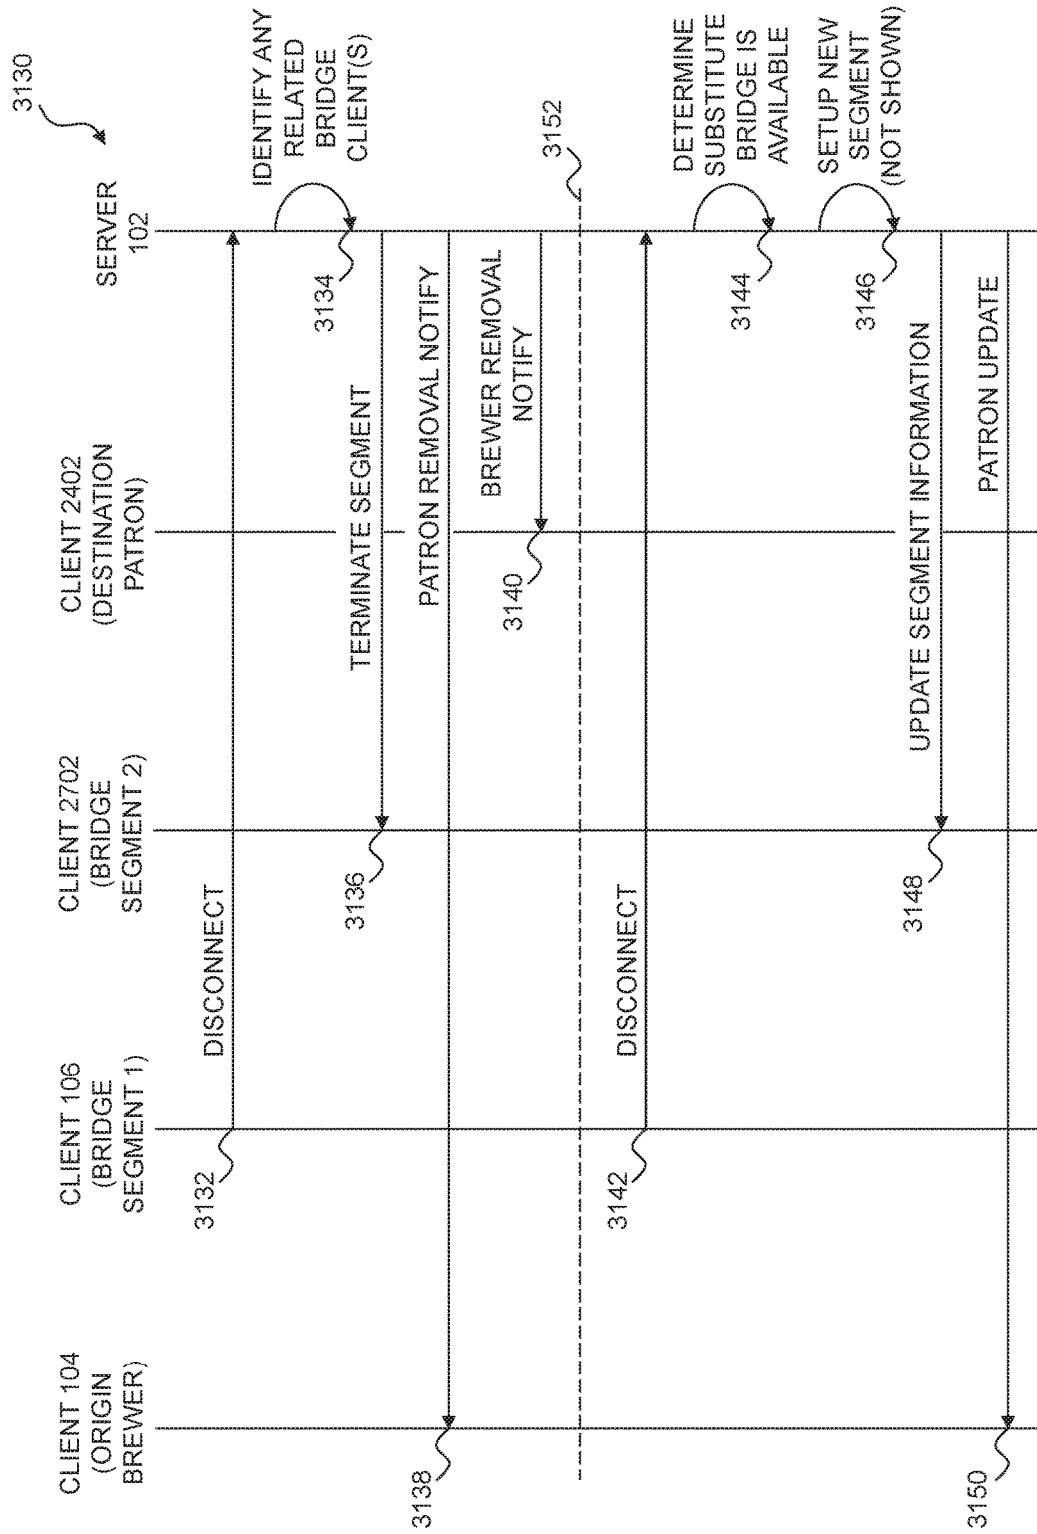 3130
CLIENT 104
(ORIGIN
BREWER)
CLIENT 106
(BRIDGE
SEGMENT 1)
CLIENT 2702
(BRIDGE
SEGMENT 2)
CLIENT 2402
(DESTINATION
PATRON)
SERVER
102
3132
DISCONNECT
IDENTIFY ANY
RELATED
BRIDGE
CLIENT(S)
3134
TERMINATE SEGMENT
3136
PATRON REMOVAL NOTIFY
3138
BREWER REMOVAL
NOTIFY
3140
3152
3142
DISCONNECT
DETERMINE
SUBSTITUTE
BRIDGE IS
AVAILABLE
3144
SETUP NEW
SEGMENT
(NOT SHOWN)
3146
UPDATE SEGMENT INFORMATION
3148
PATRON UPDATE
3150